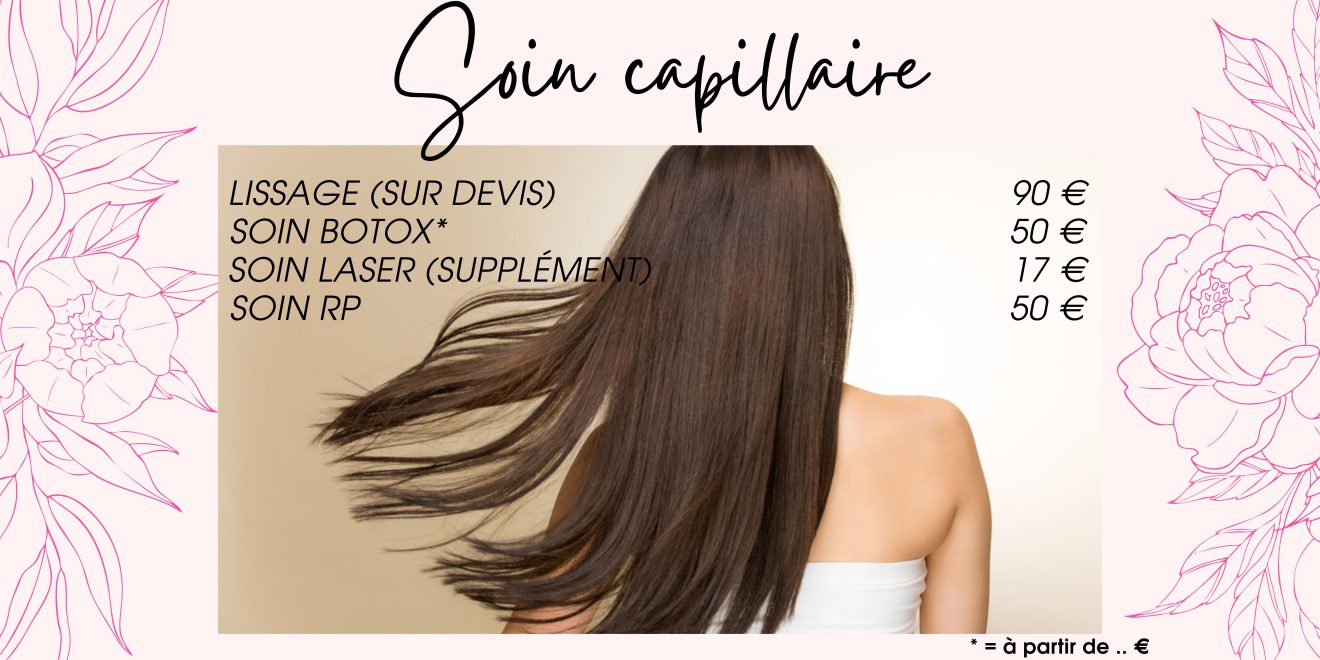 Soin capillaire
LISSAGE (SUR DEVIS) 90 €
SOIN BOTOX* 50 €
SOIN LASER (SUPPLÉMENT) 17 €
SOIN RP 50 €
* = à partir de .. €